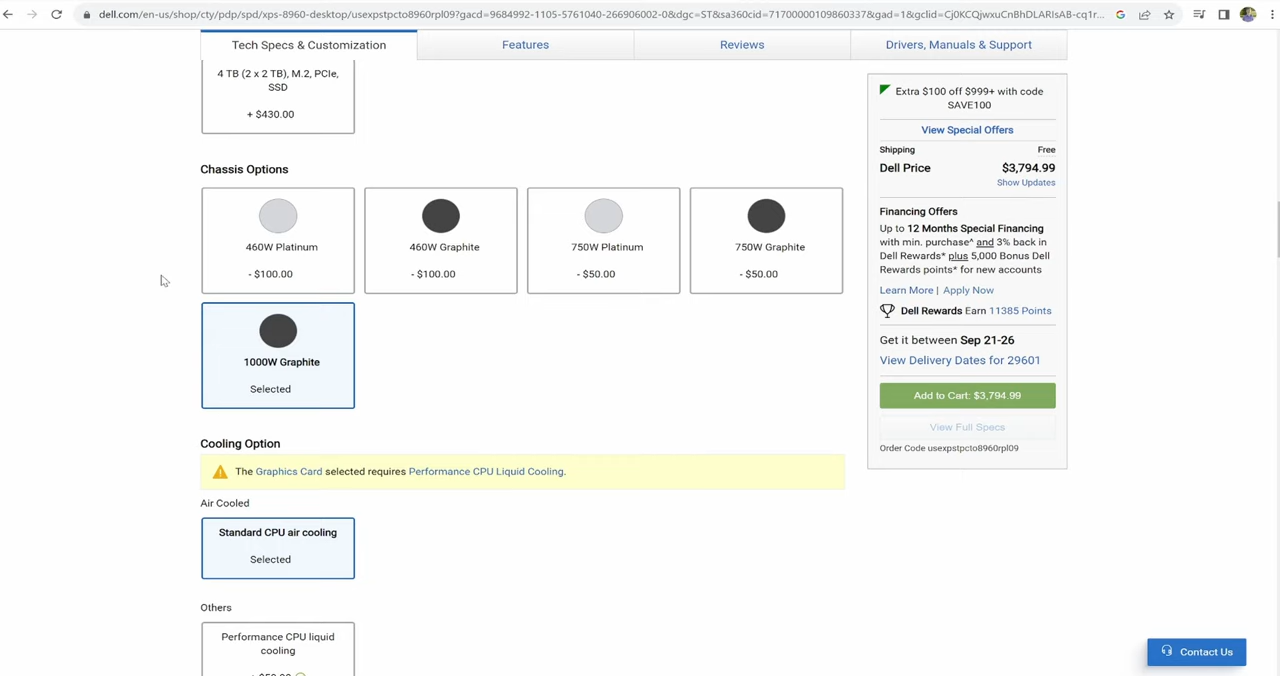 dell.com/en-us/shop/cty/pdp/spd/xps-8960-desktop/usexpstpcto8960rpl09?gacd=9684992-1105-5761040-266906002-0&dgc=ST&sa360cid=71700000109860337&gad=1&gclid=Cj0KCQjwxuCnBhDLARIsAB-cq1r...
Tech Specs & Customization
Features
Reviews
Drivers, Manuals & Support
4 TB (2 x 2 TB), M.2, PCIe,
SSD
+ $430.00
Chassis Options
460W Platinum
- $100.00
460W Graphite
- $100.00
750W Platinum
- $50.00
750W Graphite
- $50.00
1000W Graphite
Selected
Cooling Option
The Graphics Card selected requires Performance CPU Liquid Cooling.
Air Cooled
Standard CPU air cooling
Selected
Others
Performance CPU liquid
cooling
+ $50.00
Extra $100 off $999+ with code
SAVE100
View Special Offers
Shipping Free
Dell Price $3,794.99
Show Updates
Financing Offers
Up to 12 Months Special Financing
with min. purchase^ and 3% back in
Dell Rewards* plus 5,000 Bonus Dell
Rewards points* for new accounts
Learn More | Apply Now
Dell Rewards Earn 11385 Points
Get it between Sep 21-26
View Delivery Dates for 29601
Add to Cart: $3,794.99
View Full Specs
Order Code usexpstpcto8960rpl09
Contact Us